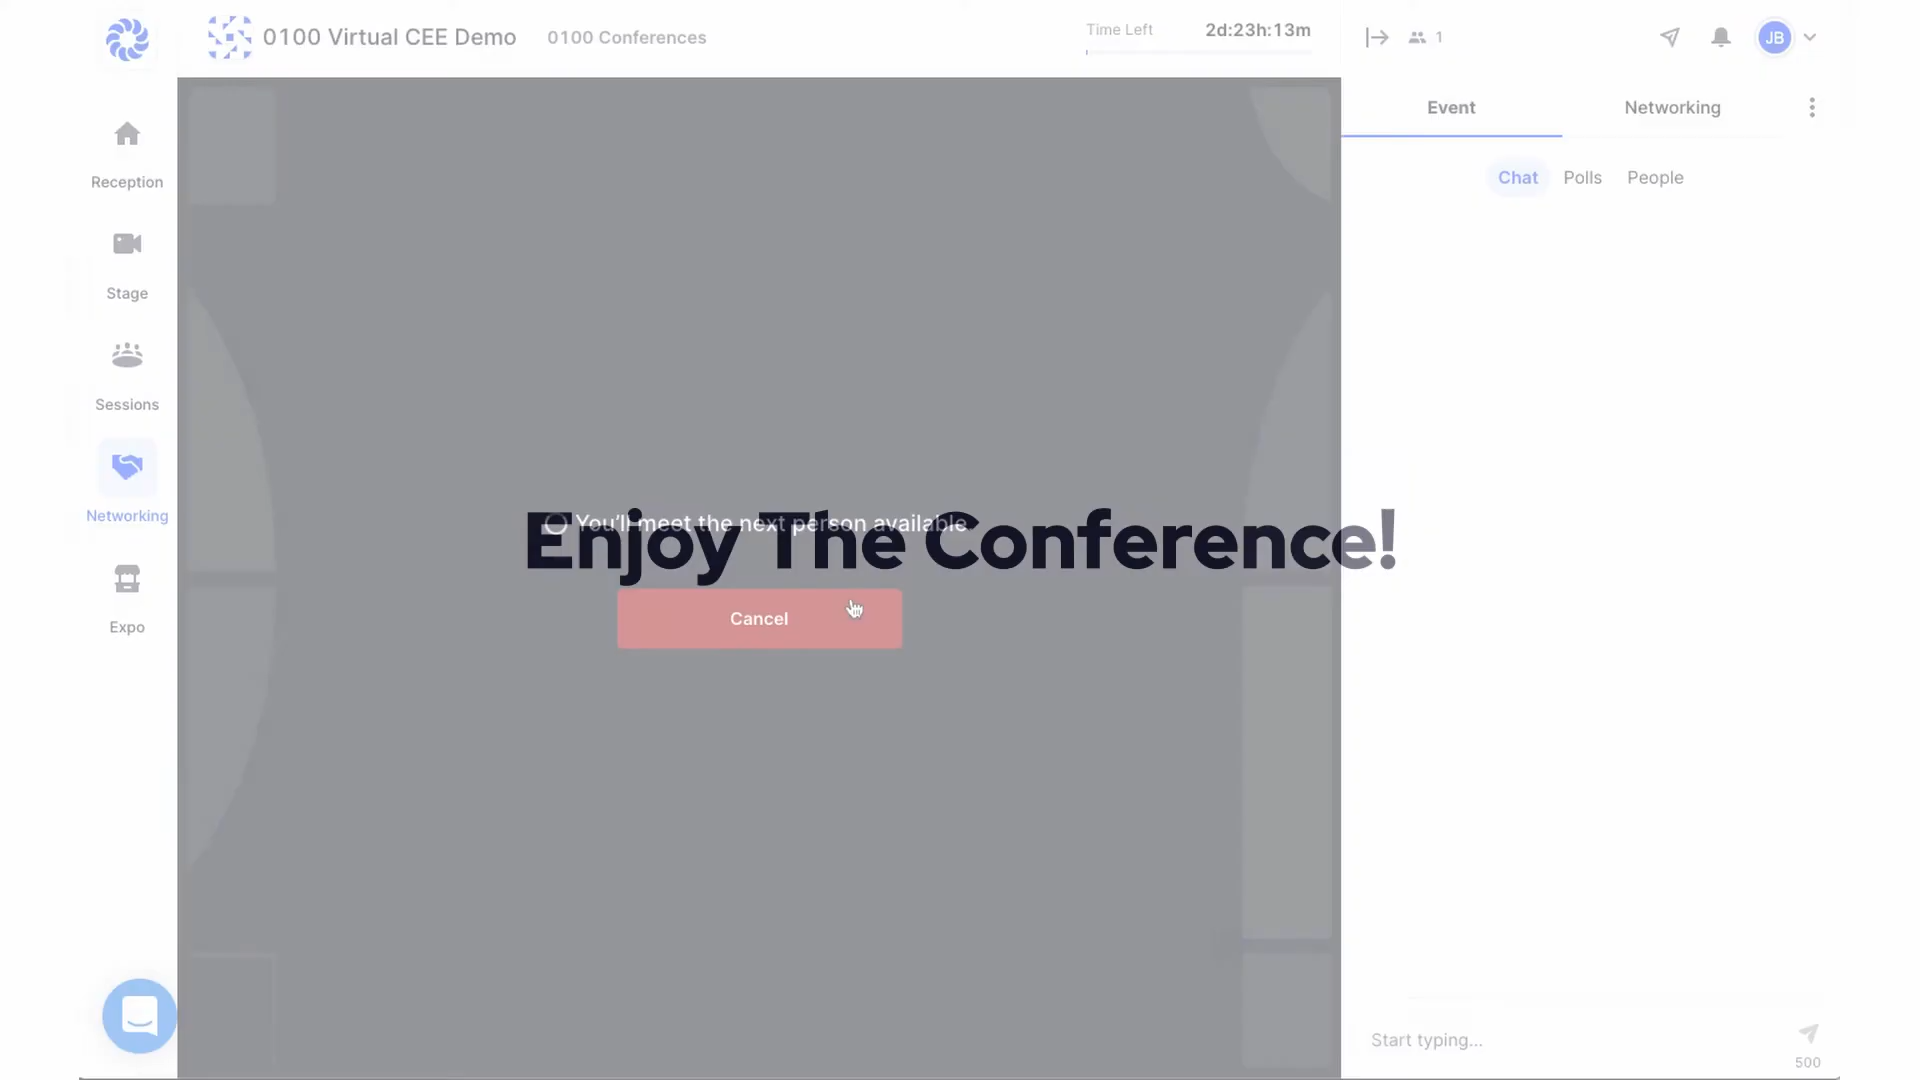 0100 Virtual CEE Demo
0100 Conferences
Time Left
2d:23h:13m
1
JB
Reception
Stage
Sessions
Networking
Expo
You'll meet the next person available.
Enjoy The Conference!
Cancel
Event
Networking
Chat
Polls
People
Start typing...
500